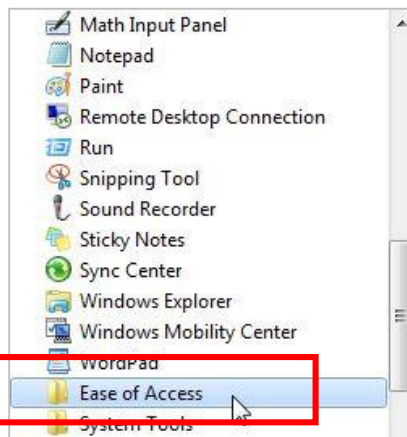 Math Input Panel
Notepad
Paint
Remote Desktop Connection
Run
Snipping Tool
Sound Recorder
Sticky Notes
Sync Center
Windows Explorer
Windows Mobility Center
WordPad
Ease of Access
System Tools